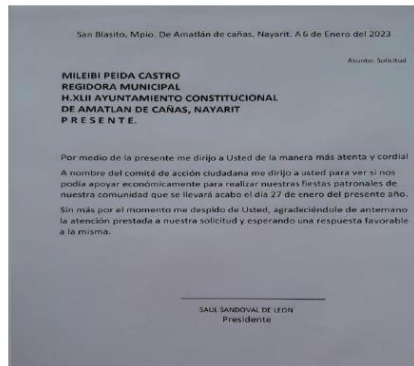 San Blasito, Mpio. De Amatlán de cañas, Nayarit. A 6 de Enero del 2023
Asunto: Solicitud
MILEIBI PEIDA CASTRO
REGIDORA MUNICIPAL
H.XLII AYUNTAMIENTO CONSTITUCIONAL
DE AMATLAN DE CAÑAS, NAYARIT
P R E S E N T E.
Por medio de la presente me dirijo a Usted de la manera más atenta y cordial
A nombre del comité de acción ciudadana me dirijo a usted para ver si nos
podía apoyar económicamente para realizar nuestras fiestas patronales de
nuestra comunidad que se llevará acabo el día 27 de enero del presente año.
Sin más por el momento me despido de Usted, agradeciéndole de antemano
la atención prestada a nuestra solicitud y esperando una respuesta favorable
a la misma.
SAUL SANDOVAL DE LEON
Presidente